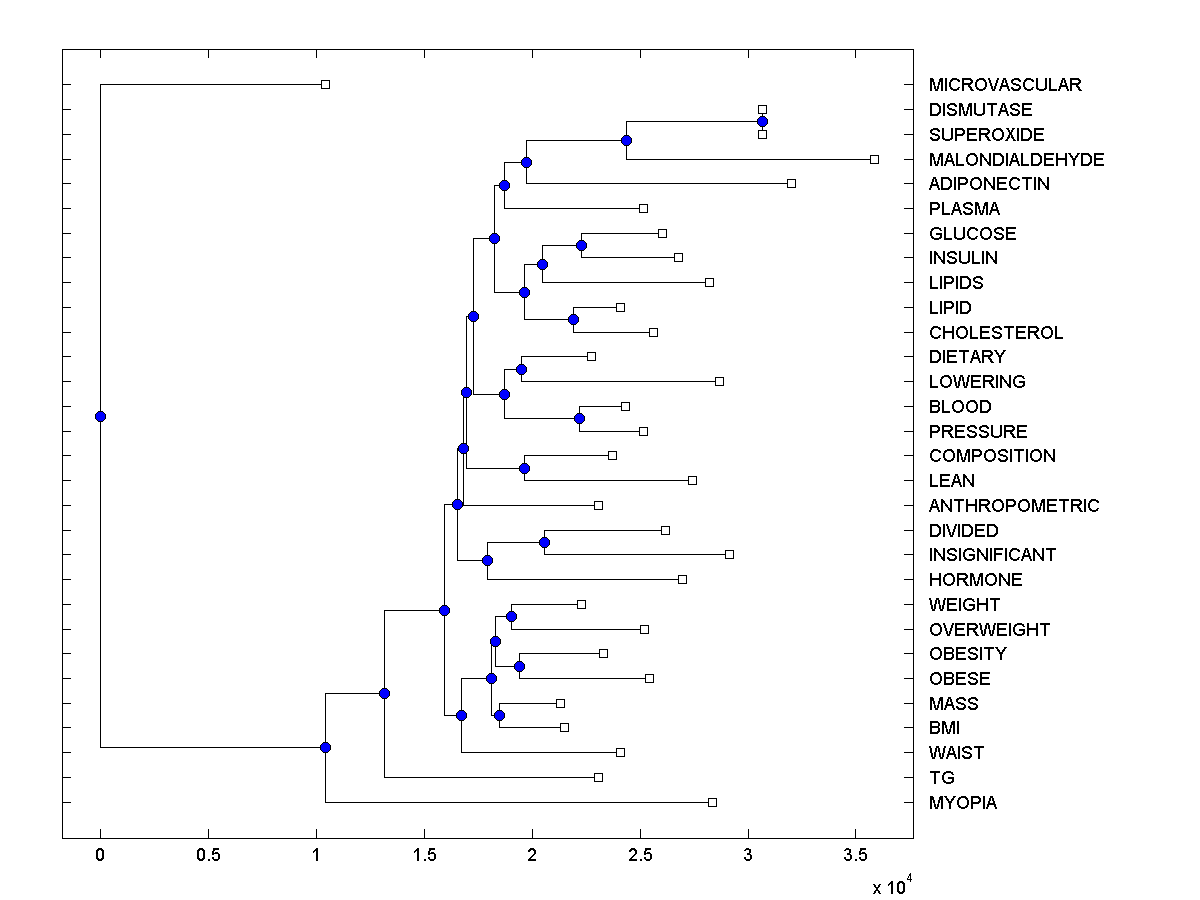 MICROVASCULAR
DISMUTASE
SUPEROXIDE
MALONDIALDEHYDE
ADIPONECTIN
PLASMA
GLUCOSE
INSULIN
LIPIDS
LIPID
CHOLESTEROL
DIETARY
LOWERING
BLOOD
PRESSURE
COMPOSITION
LEAN
ANTHROPOMETRIC
DIVIDED
INSIGNIFICANT
HORMONE
WEIGHT
OVERWEIGHT
OBESITY
OBESE
MASS
BMI
WAIST
TG
MYOPIA
0 0.5 1 1.5 2 2.5 3 3.5
x 10^4